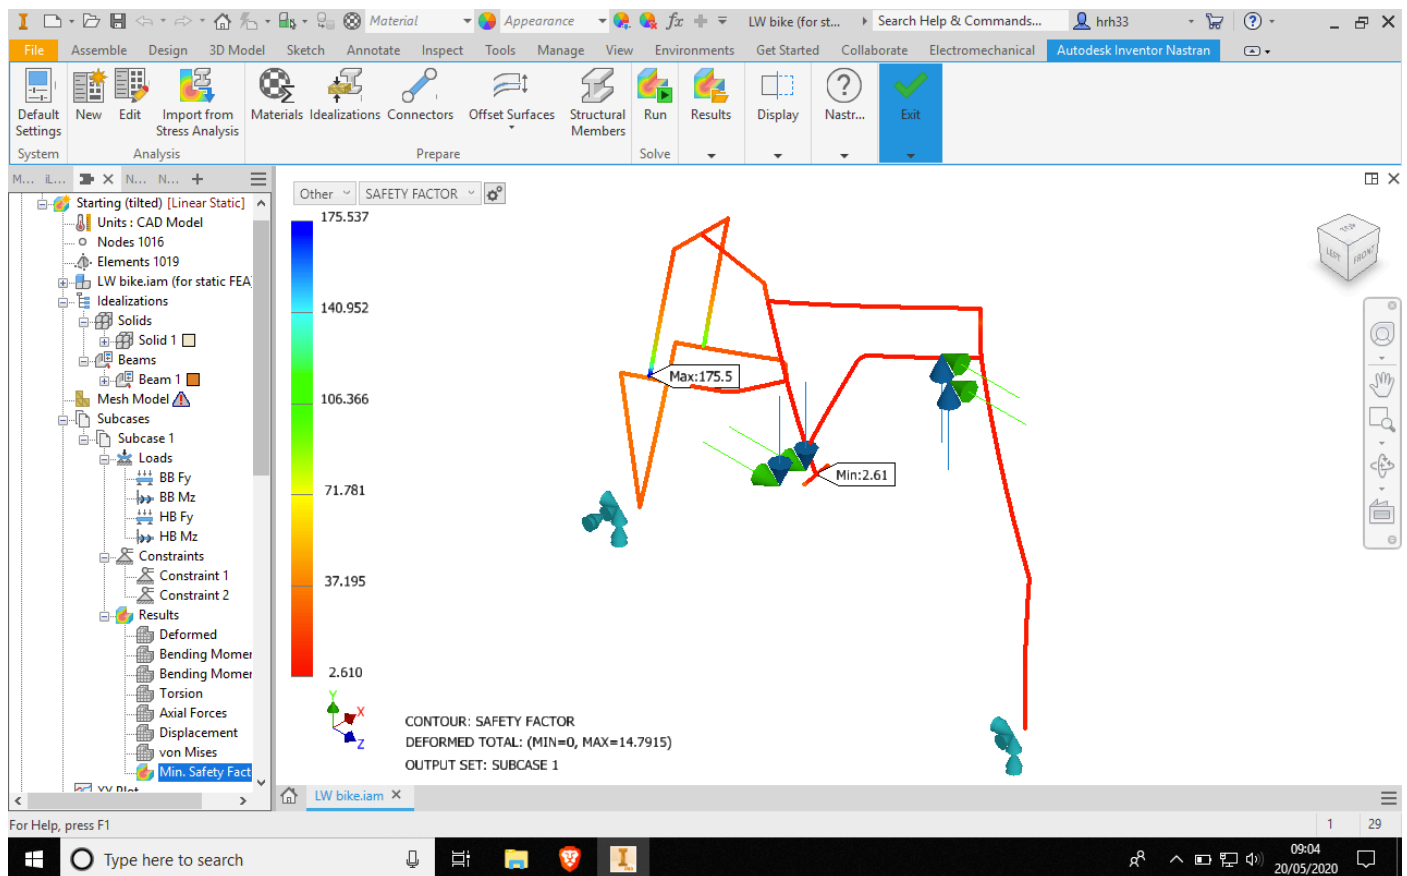 Material
Appearance
LW bike (for st...
Search Help & Commands...
hrh33
File Assemble Design 3D Model Sketch Annotate Inspect Tools Manage View Environments Get Started Collaborate Electromechanical Autodesk Inventor Nastran
Default Settings
New
Edit
Import from Stress Analysis
Materials
Idealizations
Connectors
Offset Surfaces
Structural Members
Run
Results
Display
Nastr...
Exit
System
Analysis
Prepare
Solve
M... iL... N... N... +
Starting (tilted) [Linear Static]
Units : CAD Model
Nodes 1016
Elements 1019
LW bike.iam (for static FEA)
Idealizations
Solids
Solid 1
Beams
Beam 1
Mesh Model
Subcases
Subcase 1
Loads
BB Fy
BB Mz
HB Fy
HB Mz
Constraints
Constraint 1
Constraint 2
Results
Deformed
Bending Momer
Bending Momer
Torsion
Axial Forces
Displacement
von Mises
Min. Safety Fact
XY Plot
Other
SAFETY FACTOR
175.537
140.952
106.366
71.781
37.195
2.610
Max:175.5
Min:2.61
TOP
LEFT
FRONT
Y
X
Z
CONTOUR: SAFETY FACTOR
DEFORMED TOTAL: (MIN=0, MAX=14.7915)
OUTPUT SET: SUBCASE 1
LW bike.iam
For Help, press F1
1 29
Type here to search
09:04
20/05/2020